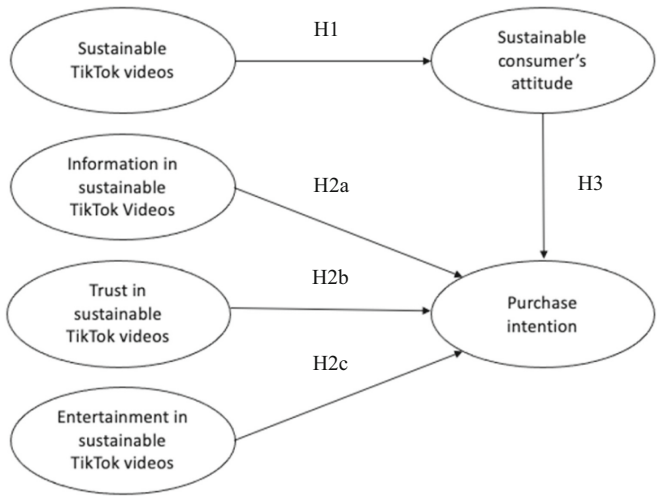 H1
Sustainable
TikTok videos
Sustainable
consumer's
attitude
Information in
sustainable
TikTok Videos
H2a
H3
Trust in
sustainable
TikTok videos
H2b
Purchase
intention
H2c
Entertainment in
sustainable
TikTok videos